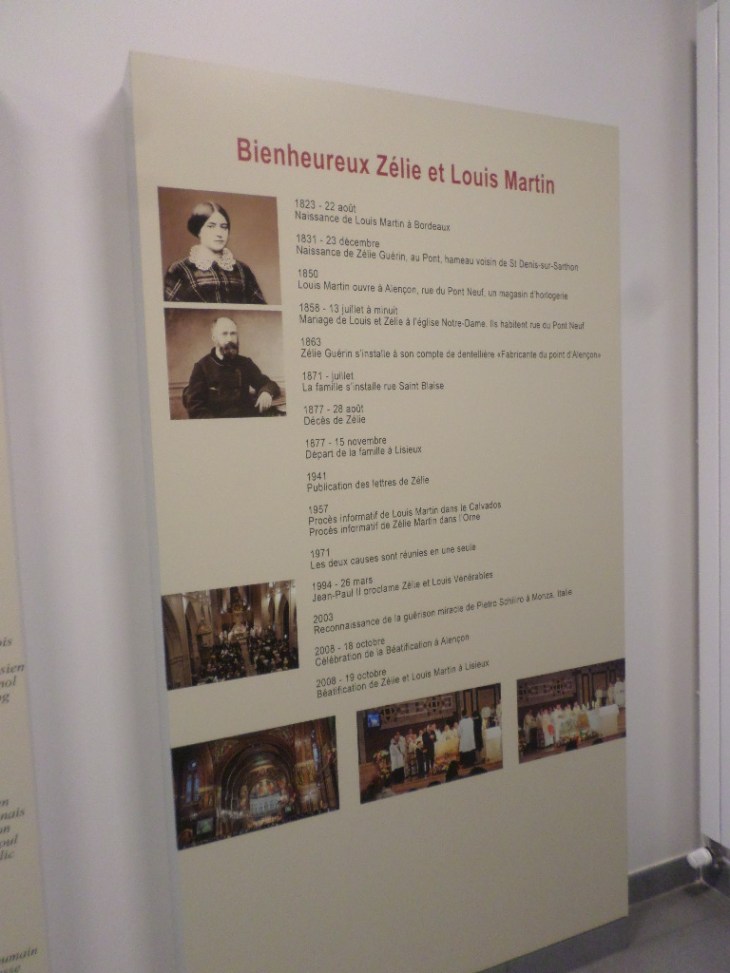 Bienheureux Zélie et Louis Martin
1823 - 22 août
Naissance de Louis Martin à Bordeaux
1831 - 23 décembre
Naissance de Zélie Guérin, au Pont, hameau voisin de St Denis-sur-Sarthon
1850
Louis Martin ouvre à Alençon, rue du Pont Neuf, un magasin d'horlogerie
1858 - 13 juillet à minuit
Mariage de Louis et Zélie à l'église Notre-Dame. Ils habitent rue du Pont Neuf
1863
Zélie Guérin s'installe à son compte de dentellière «Fabricante du point d'Alençon»
1871 - juillet
La famille s'installe rue Saint Blaise
1877 - 28 août
Décès de Zélie
1877 - 15 novembre
Départ de la famille à Lisieux
1941
Publication des lettres de Zélie
1957
Procès informatif de Louis Martin dans le Calvados
Procès informatif de Zélie Martin dans l'Orne
1971
Les deux causes sont réunies en une seule
1994 - 26 mars
Jean-Paul II proclame Zélie et Louis Vénérables
2003
Reconnaissance de la guérison miracle de Pietro Schiliro à Monza, Italie
2008 - 18 octobre
Célébration de la Béatification à Alençon
2008 - 19 octobre
Béatification de Zélie et Louis Martin à Lisieux